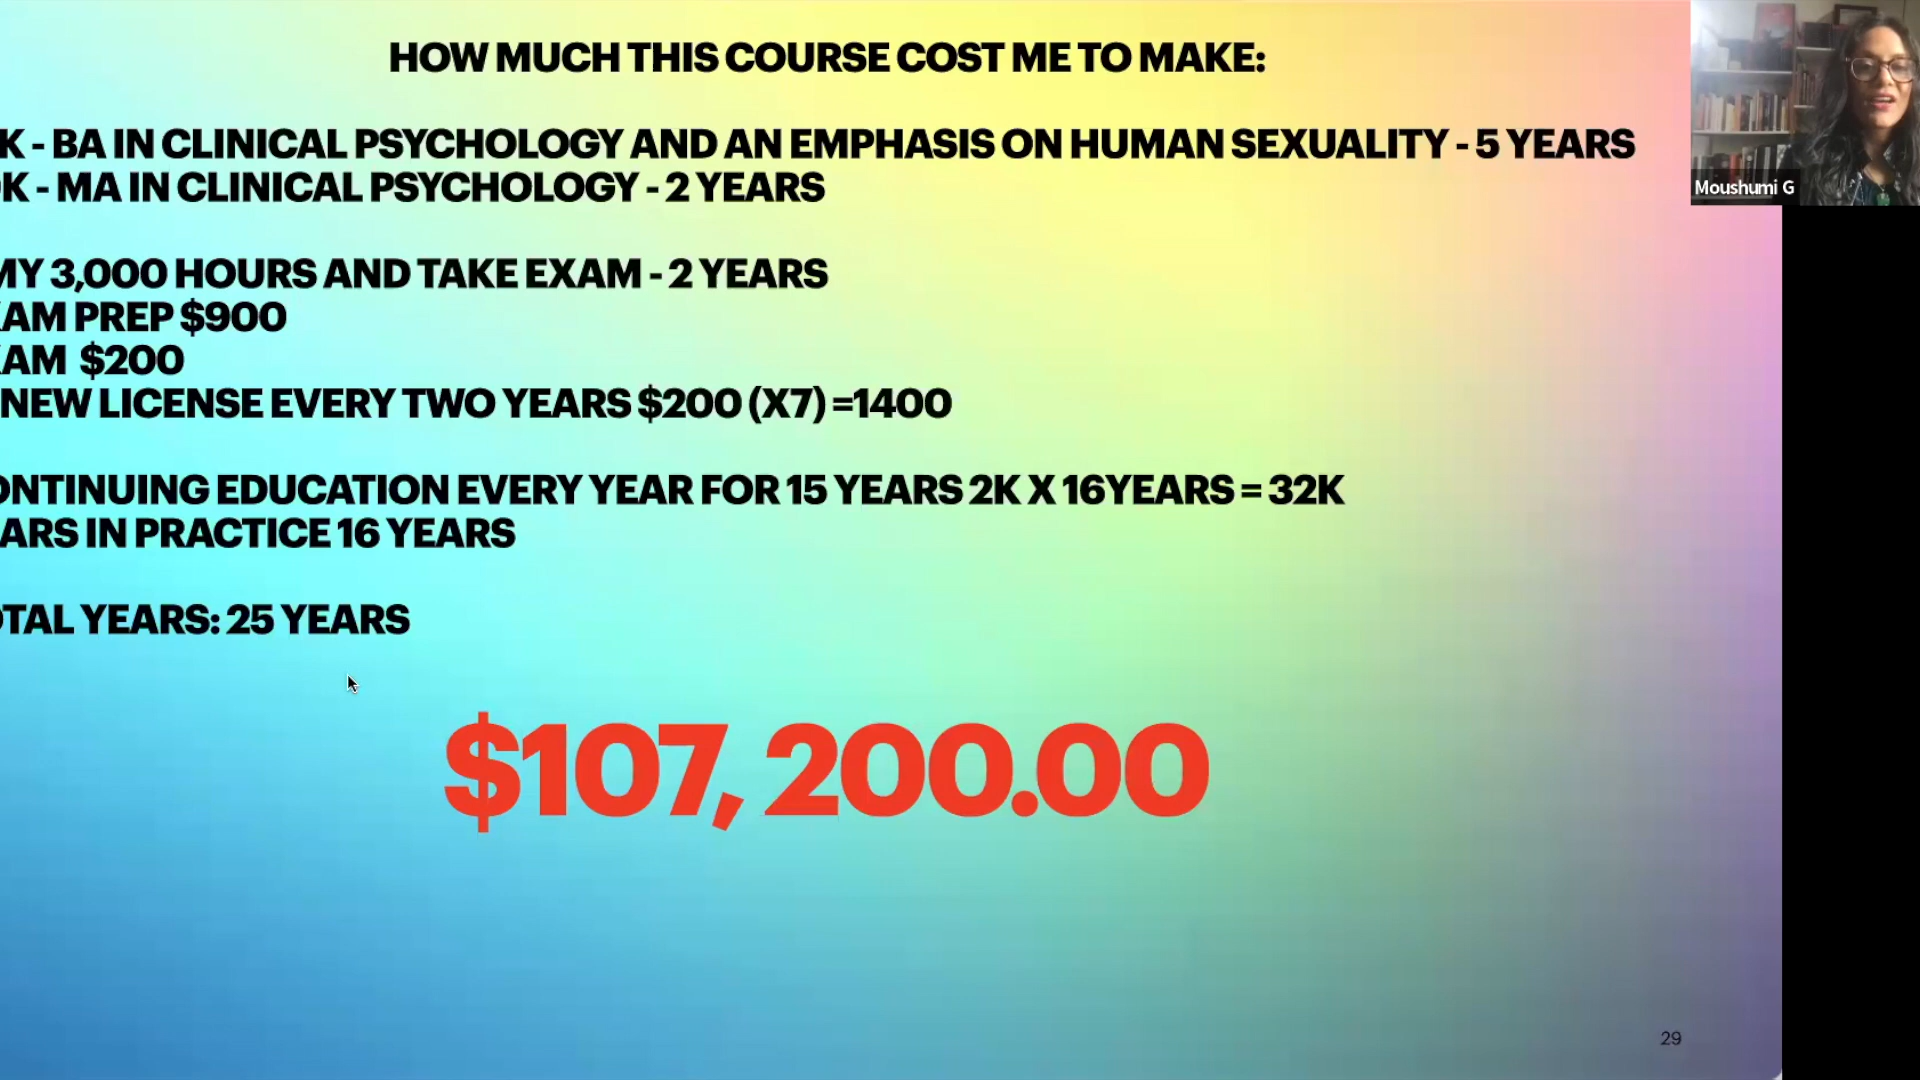 HOW MUCH THIS COURSE COST ME TO MAKE:
K - BA IN CLINICAL PSYCHOLOGY AND AN EMPHASIS ON HUMAN SEXUALITY - 5 YEARS
K - MA IN CLINICAL PSYCHOLOGY - 2 YEARS
MY 3,000 HOURS AND TAKE EXAM - 2 YEARS
AM PREP $900
AM $200
NEW LICENSE EVERY TWO YEARS $200 (X7) =1400
ONTINUING EDUCATION EVERY YEAR FOR 15 YEARS 2K X 16YEARS = 32K
ARS IN PRACTICE 16 YEARS
OTAL YEARS: 25 YEARS
$107, 200.00
29
Moushumi G